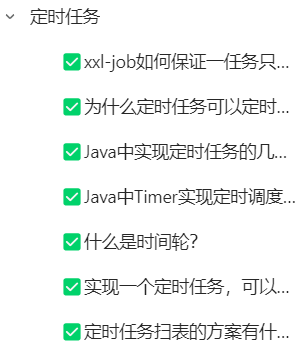 定时任务
xxl-job如何保证一任务只...
为什么定时任务可以定时...
Java中实现定时任务的几...
Java中Timer实现定时调度...
什么是时间轮？
实现一个定时任务，可以...
定时任务扫表的方案有什...